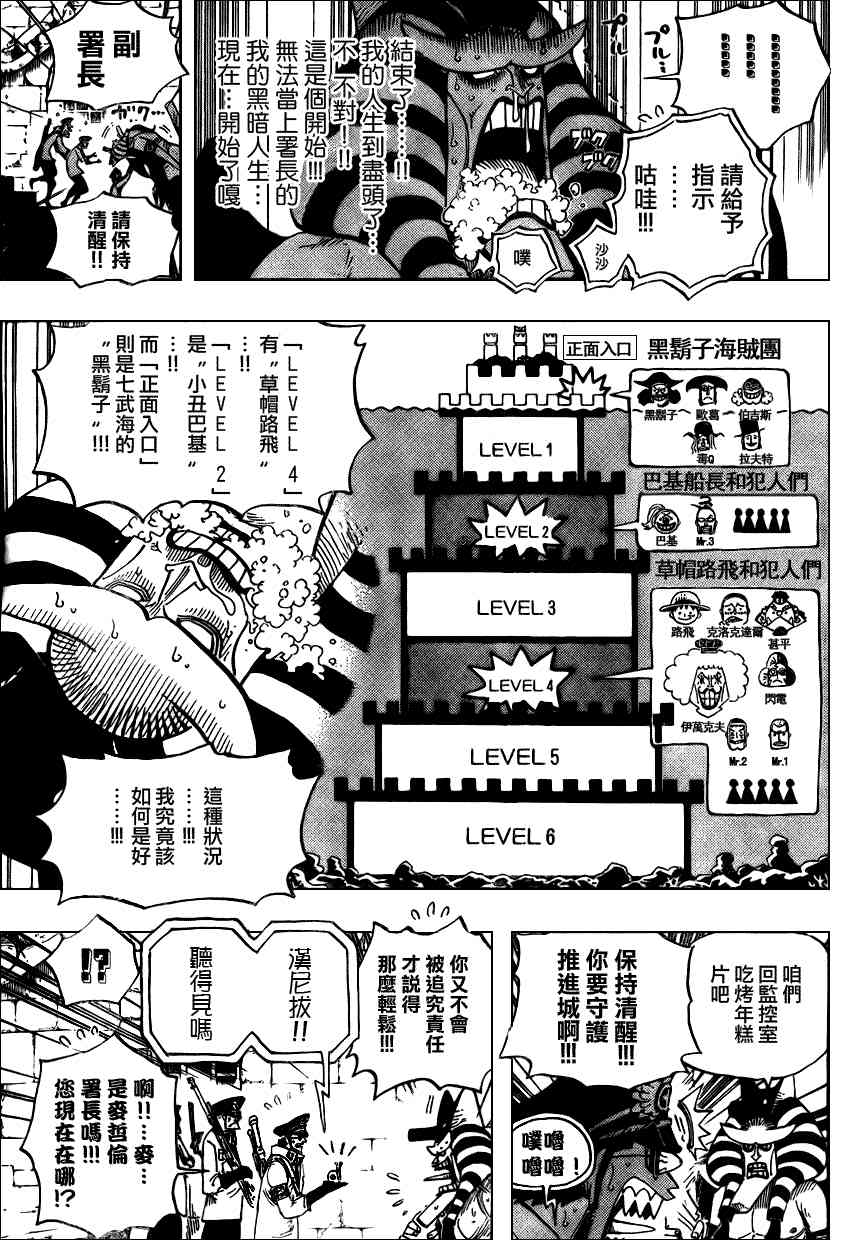 ！！！！！！！
請給予
指示
……
咕哇!!!
プル
プル…
沙沙
噗
ブク
ブク
結束了……!!
我的人生到盡頭了…
不、不對！!!
這是個開始!!!
無法當上署長的
我的黑暗人生…
現在…開始了嘎
副
署長
ガク…
請保持
清醒!!
正面入口
黑鬍子海賊團
黑鬍子
歐葛
伯吉斯
毒Q
拉夫特
巴基船長和犯人們
巴基
Mr.3
草帽路飛和犯人們
路飛
克洛克達爾
甚平
伊萬克夫
閃電
Mr.2
Mr.1
LEVEL 1
LEVEL 2
LEVEL 3
LEVEL 4
LEVEL 5
LEVEL 6
「LEVEL 4」
有〝草帽路飛〞
…!!
「LEVEL 2」
是〝小丑巴基〞
…!!
而「正面入口」
則是七武海的
〝黑鬍子〞!!!
這種狀況
……!!!
我究竟該
如何是好
……!!!
咱們
回監控室
吃烤年糕
片吧
保持清醒!!!
你要守護
推進城啊!!!
噗嚕
嚕嚕！
你又不會
被追究責任
才說得
那麼輕鬆!!!
漢尼拔!!
聽得見嗎
!?
啊!!…麥…
是麥哲倫
署長嗎!!!
您現在在哪!?